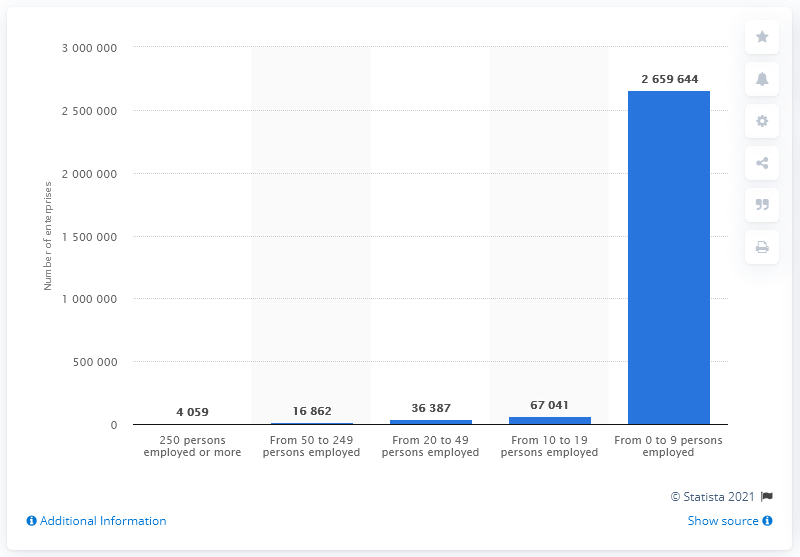 3 000 000
2 500 000
2 000 000
1 500 000
1 000 000
500 000
0
Number of enterprises
4 059
16 862
36 387
67 041
2 659 644
250 persons
employed or more
From 50 to 249
persons employed
From 20 to 49
persons employed
From 10 to 19
persons employed
From 0 to 9 persons
employed
© Statista 2021
Additional Information
Show source